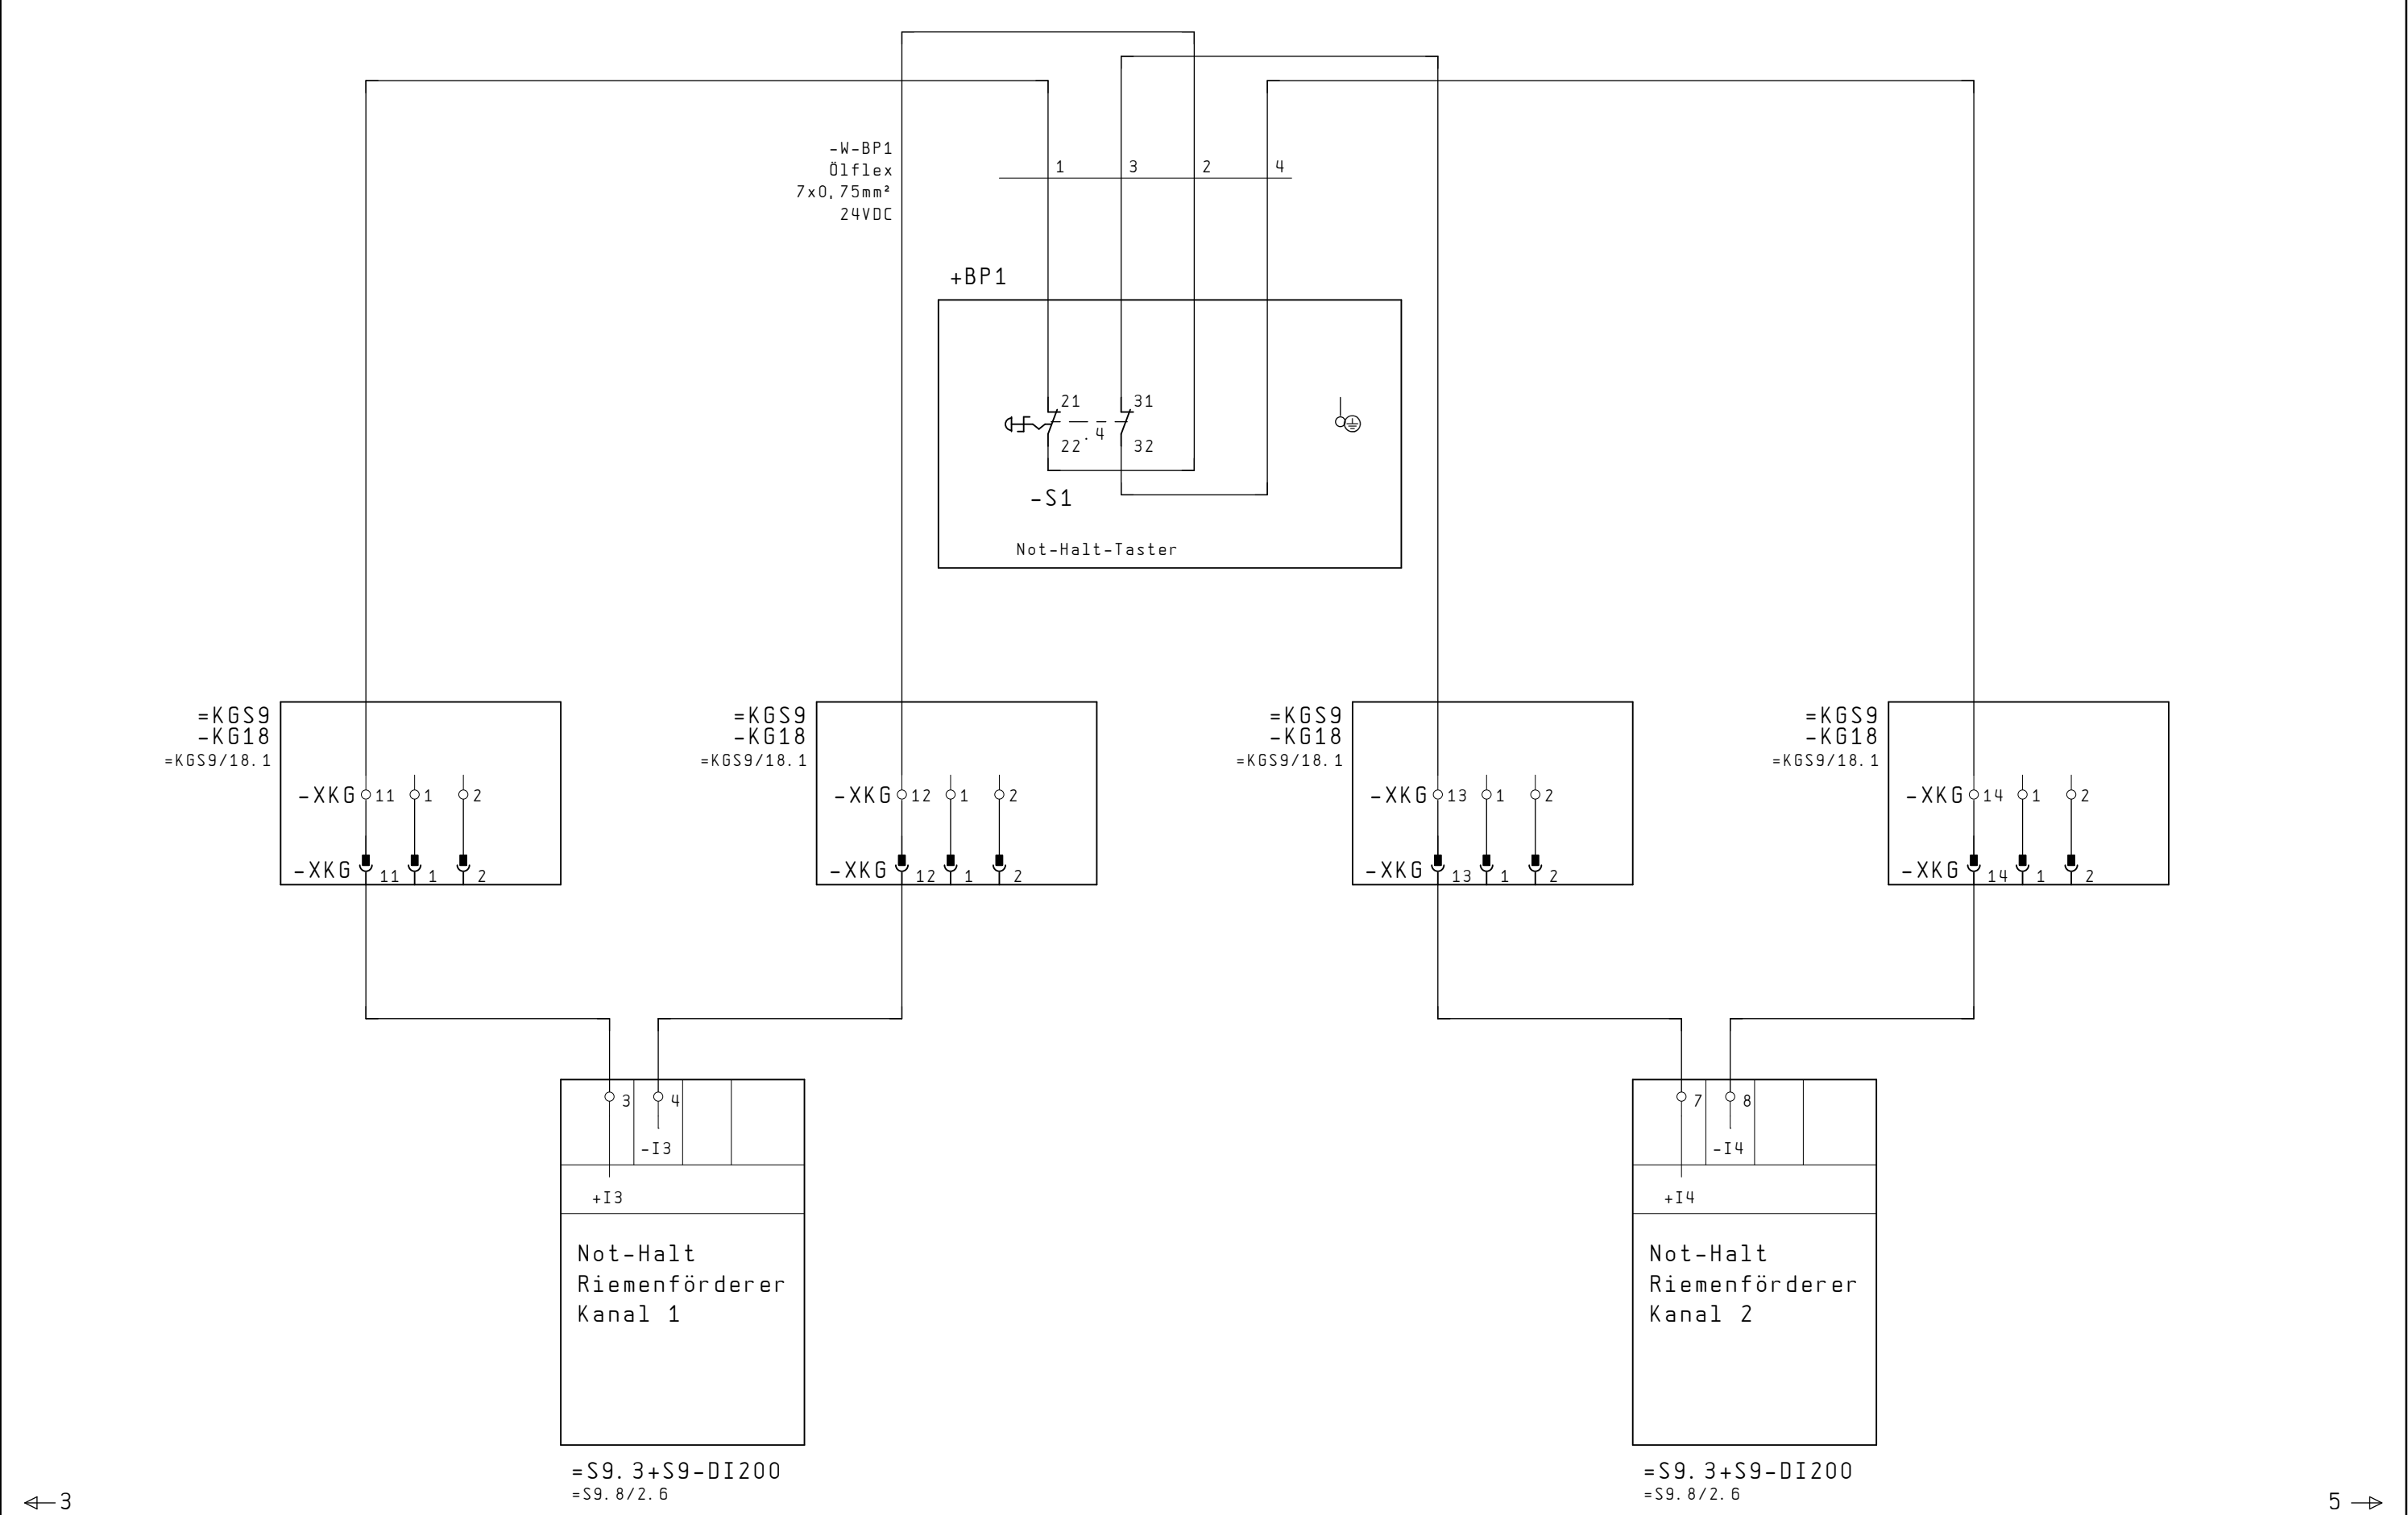 -W-BP1
Ölflex
7x0,75mm²
24VDC
1 3 2 4
+BP1
21 31
.4
22 32
-S1
Not-Halt-Taster
=KGS9
-KG18
=KGS9/18.1
-XKG 11 1 2
-XKG 11 1 2
=KGS9
-KG18
=KGS9/18.1
-XKG 12 1 2
-XKG 12 1 2
=KGS9
-KG18
=KGS9/18.1
-XKG 13 1 2
-XKG 13 1 2
=KGS9
-KG18
=KGS9/18.1
-XKG 14 1 2
-XKG 14 1 2
3 4
-I3
+I3
Not-Halt
Riemenförderer
Kanal 1
=S9.3+S9-DI200
=S9.8/2.6
7 8
-I4
+I4
Not-Halt
Riemenförderer
Kanal 2
=S9.3+S9-DI200
=S9.8/2.6
3
5